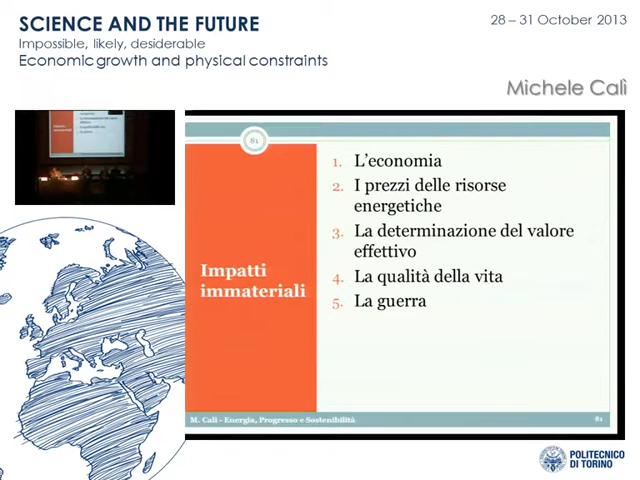 SCIENCE AND THE FUTURE
Impossible, likely, desiderable
Economic growth and physical constraints
28 – 31 October 2013
Michele Calì
81
Impatti
immateriali
1. L'economia
2. I prezzi delle risorse
energetiche
3. La determinazione del valore
effettivo
4. La qualità della vita
5. La guerra
M. Calì - Energia, Progresso e Sostenibilità
81
POLITECNICO
DI TORINO